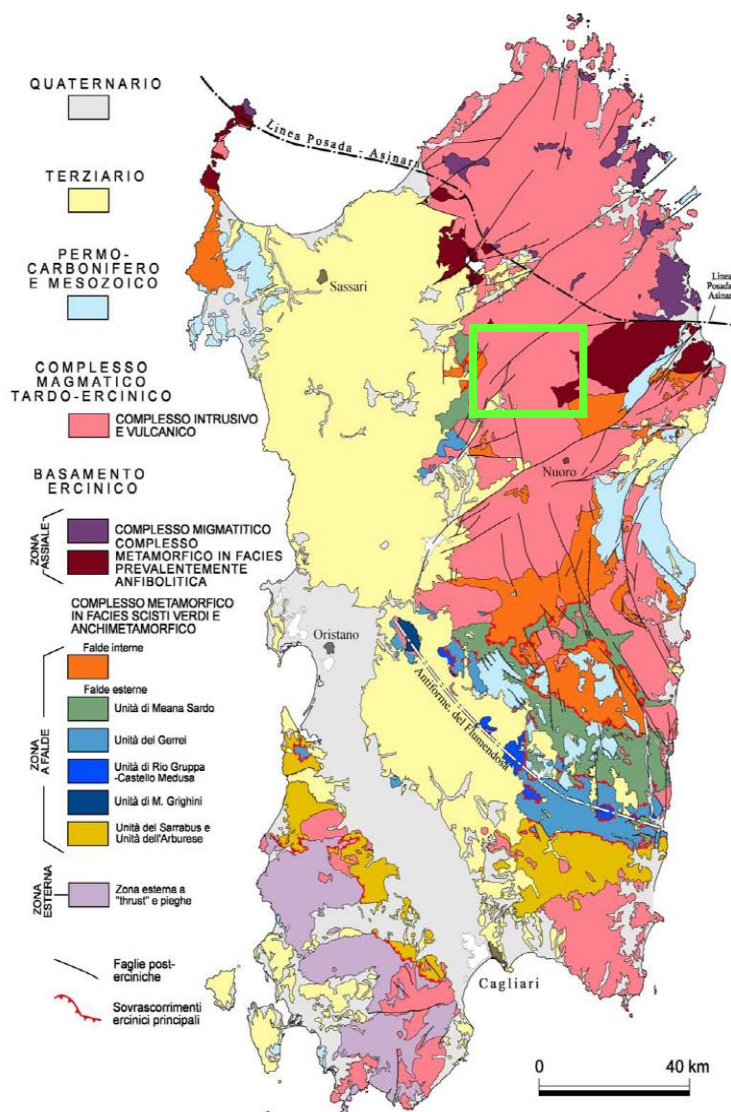 QUATERNARIO
TERZIARIO
PERMO-
CARBONIFERO
E MESOZOICO
COMPLESSO
MAGMATICO
TARDO-ERCINICO
COMPLESSO INTRUSIVO
E VULCANICO
BASAMENTO
ERCINICO
ZONA
ASSIALE
COMPLESSO MIGMATITICO
COMPLESSO
METAMORFICO IN FACIES
PREVALENTEMENTE
ANFIBOLITICA
COMPLESSO METAMORFICO
IN FACIES SCISTI VERDI E
ANCHIMETAMORFICO
ZONA
A FALDE
Falde interne
Falde esterne
Unità di Meana Sardo
Unità del Gerrei
Unità di Rio Gruppa
-Castello Medusa
Unità di M. Grighini
Unità del Sarrabus e
Unità dell'Arburese
ZONA
ESTERNA
Zona esterna a
"thrust" e pieghe
Faglie post-
erciniche
Sovrascorrimenti
ercinici principali
Linea Posada - Asinara
Sassari
Linea
Posada
Asinara
Nuoro
Oristano
Antiforme. del Flumendosa
Cagliari
0 40 km